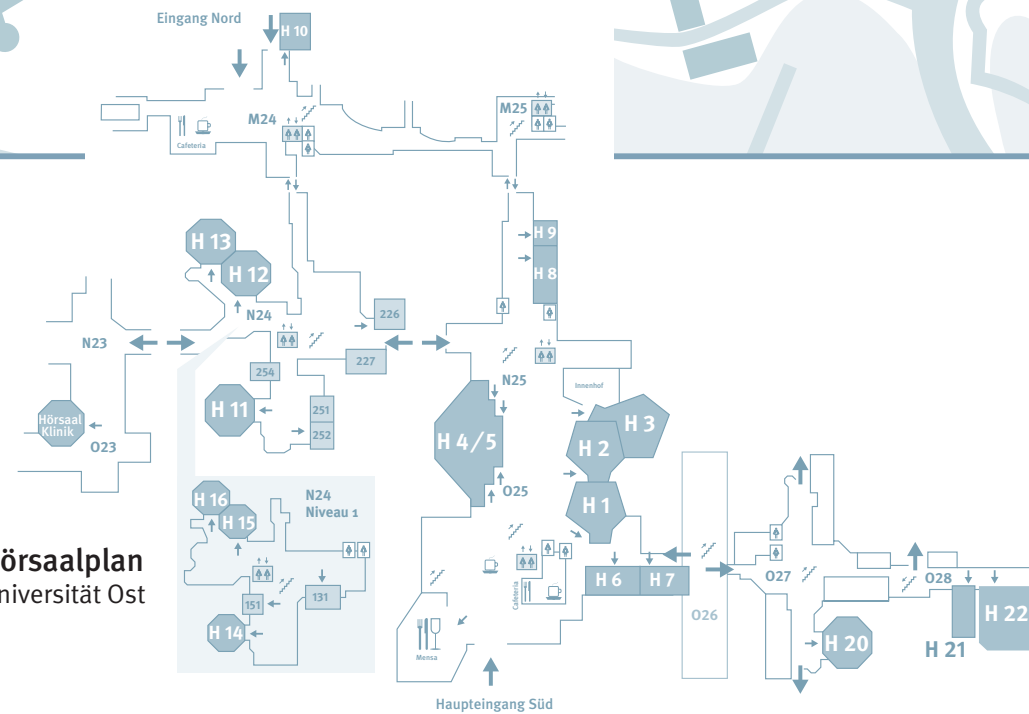 Eingang Nord
H 10
M24
M25
Cafeteria
H 9
H 13
H 12
H 8
N24
226
N23
227
254
N25
Innenhof
251
H 11
H 3
Hörsaal
Klinik
252
H 4/5
H 2
O23
O25
H 16
N24
Niveau 1
H 15
H 1
örsaalplan
niversität Ost
O27
O28
H 6
H 7
Cafeteria
151
131
O26
H 22
H 14
H 20
H 21
Mensa
Haupteingang Süd